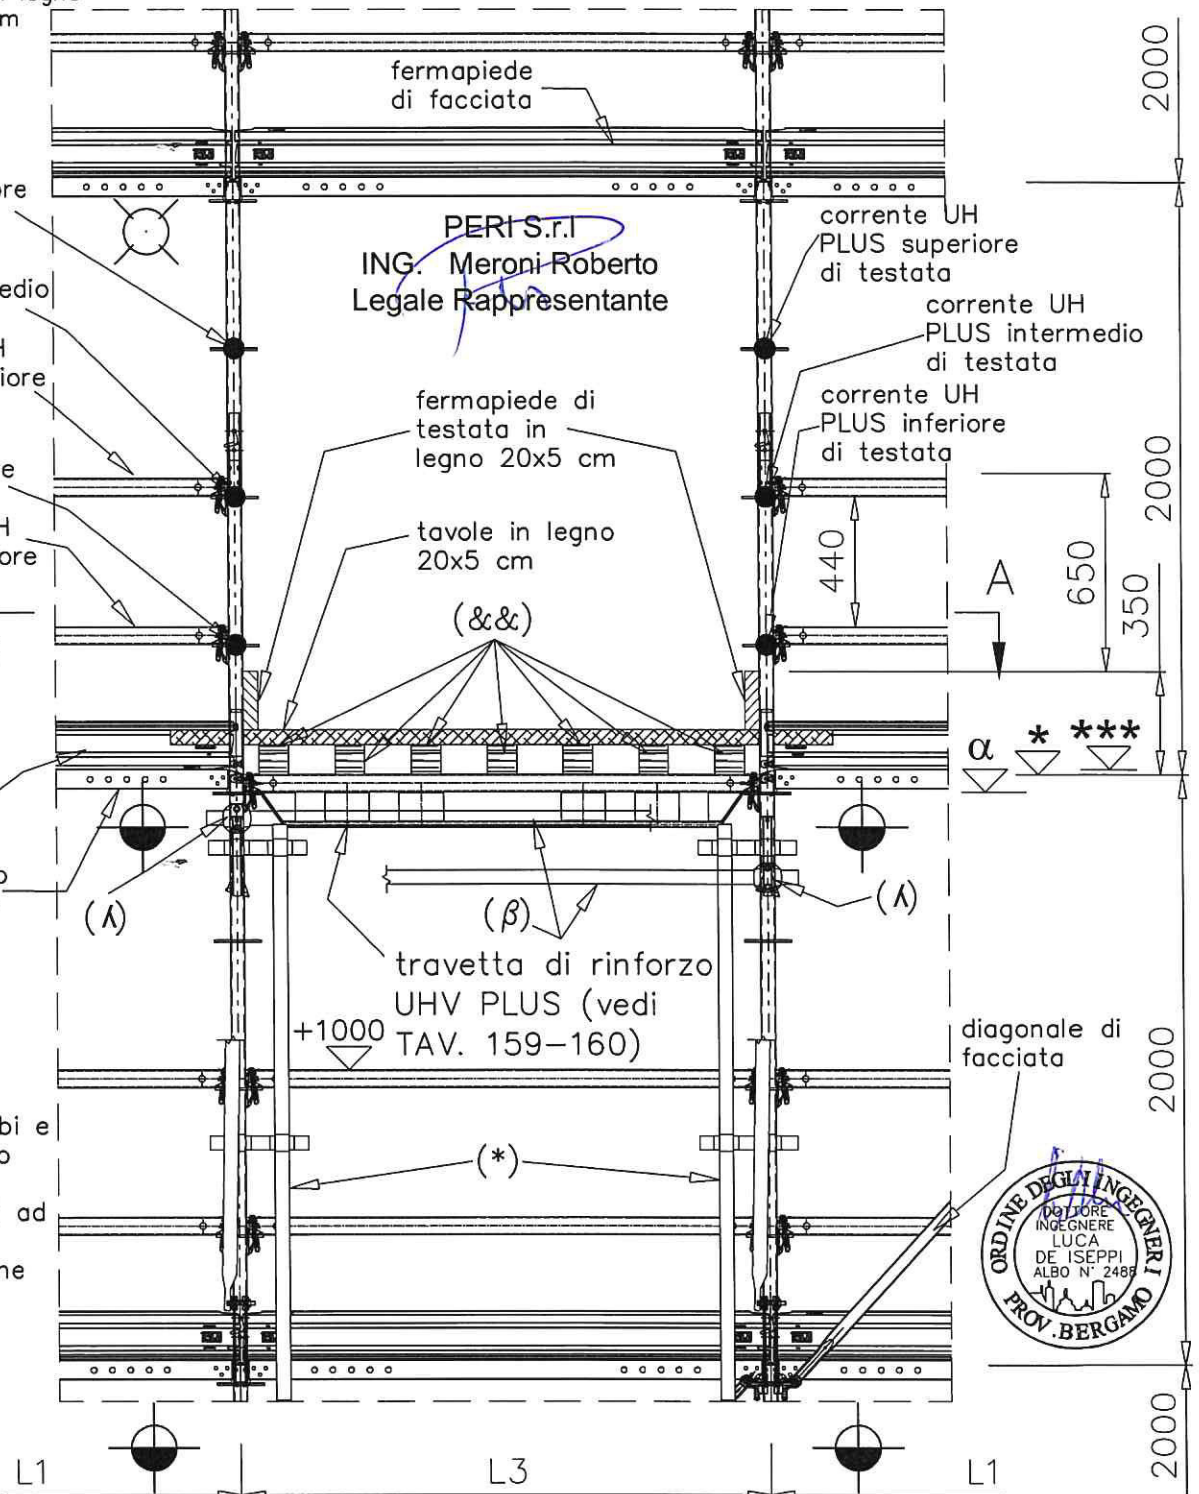 m
fermapiede
di facciata
2000
PERI S.r.l
ING. Meroni Roberto
Legale Rappresentante
corrente UH
PLUS superiore
di testata
corrente UH
PLUS intermedio
di testata
corrente UH
PLUS inferiore
di testata
fermapiede di
testata in
legno 20x5 cm
tavole in legno
20x5 cm
(&&)
440
650
350
2000
A
α
*
***
(ʎ)
(β)
(ʎ)
travetta di rinforzo
UHV PLUS (vedi
TAV. 159-160)
+1000
diagonale di
facciata
2000
bi e
ad
(*)
ORDINE DEGLI INGEGNERI
DOTTORE
INGEGNERE
LUCA
DE ISEPPI
ALBO N° 2488
PROV. BERGAMO
2000
L1
L3
L1